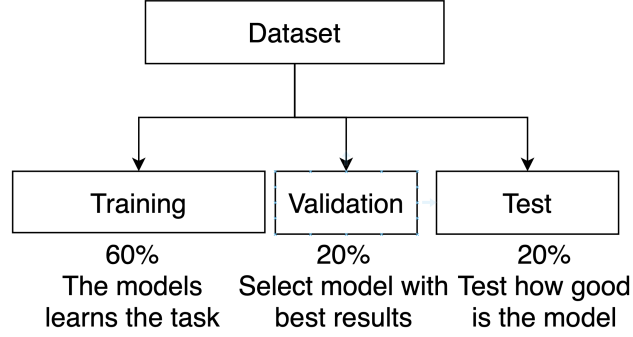 Dataset
Training
Validation
Test
60%
The models
learns the task
20%
Select model with
best results
20%
Test how good
is the model